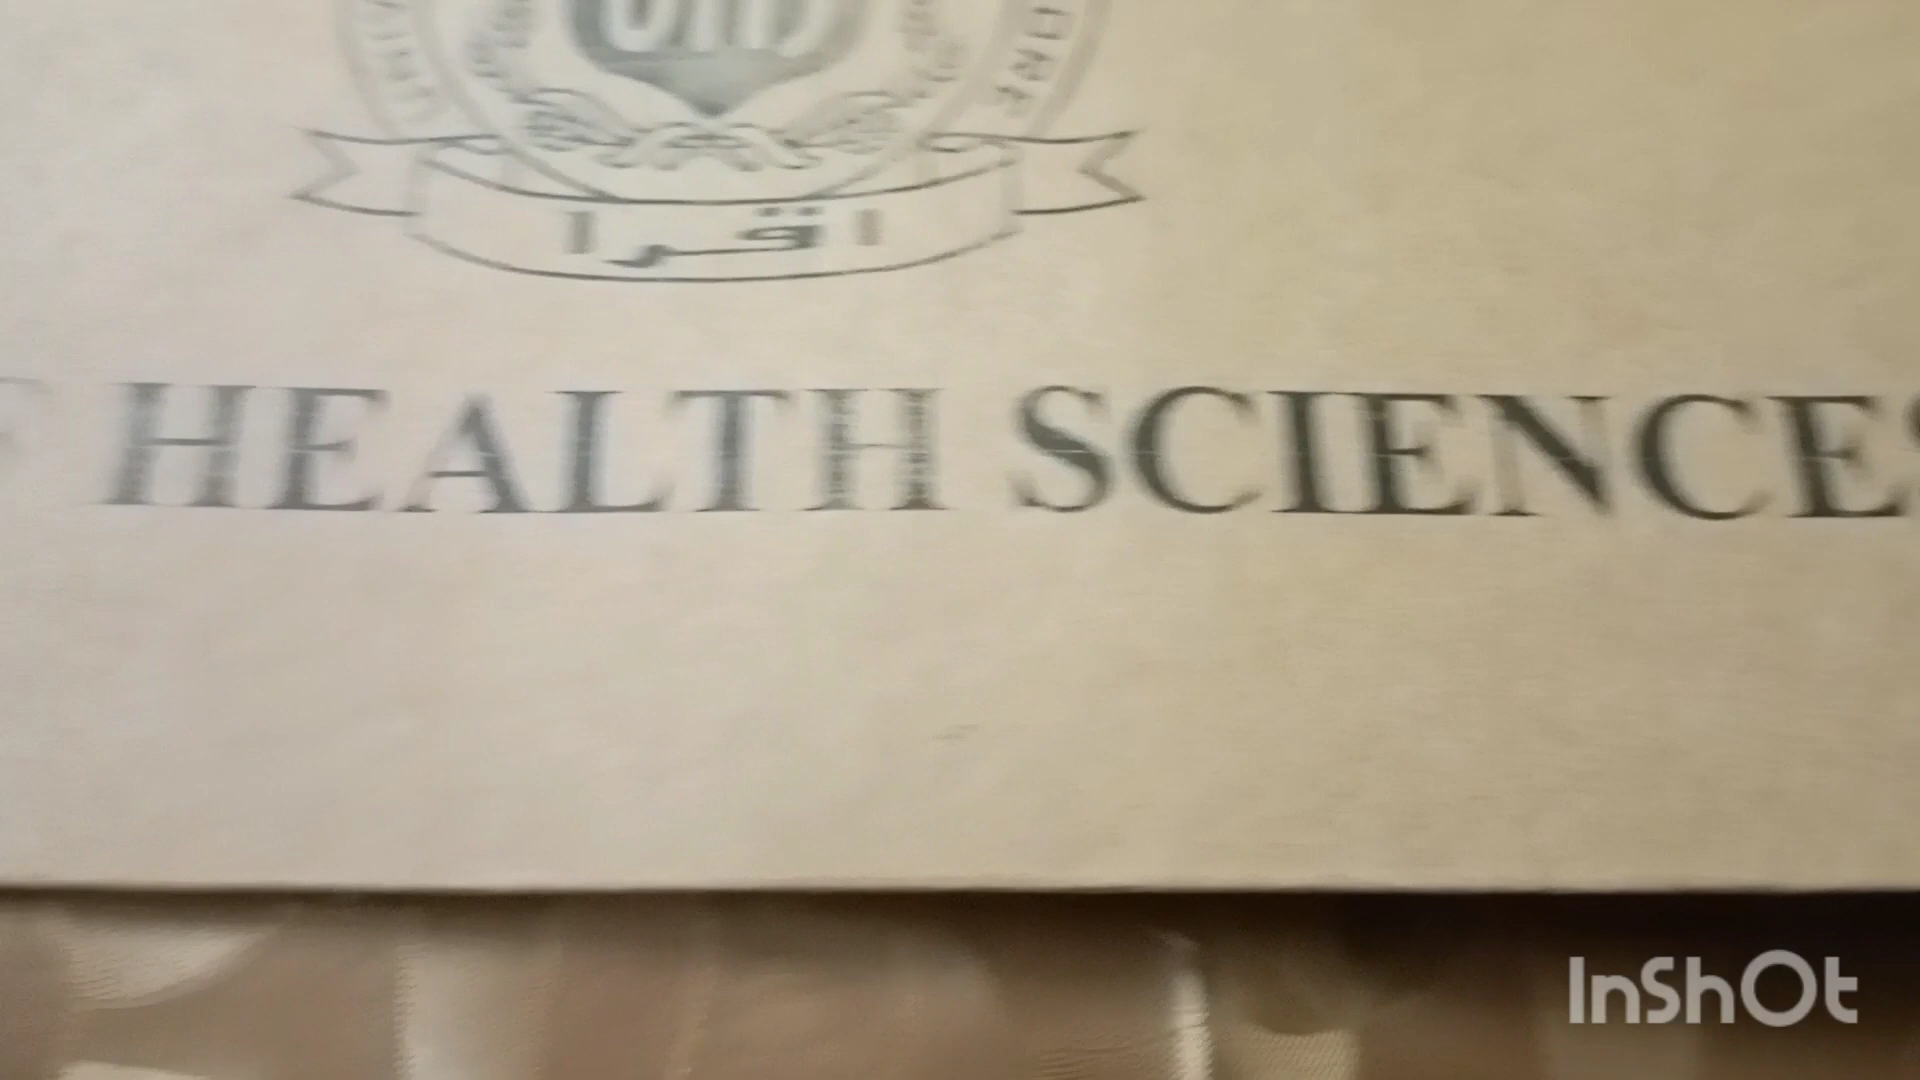 اقرا
HEALTH SCIENCES
InShOt